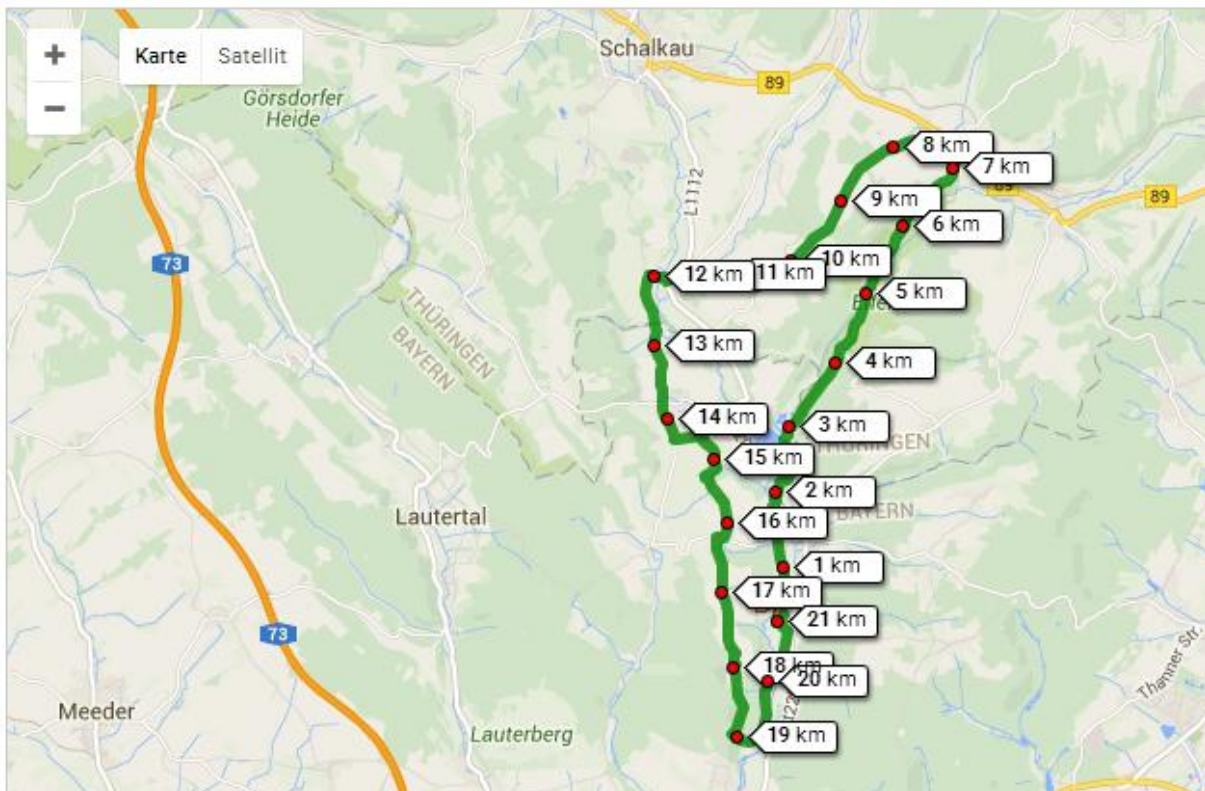 +
Karte
Satellit
−
Schalkau
89
Görsdorfer
Heide
8 km
7 km
89
89
L1112
9 km
6 km
73
10 km
11 km
12 km
5 km
THÜRINGEN
BAYERN
13 km
4 km
14 km
3 km
THÜRINGEN
15 km
2 km
BAYERN
Lautertal
16 km
1 km
17 km
21 km
73
18 km
20 km
Thanner Str.
Meeder
Lauterberg
19 km